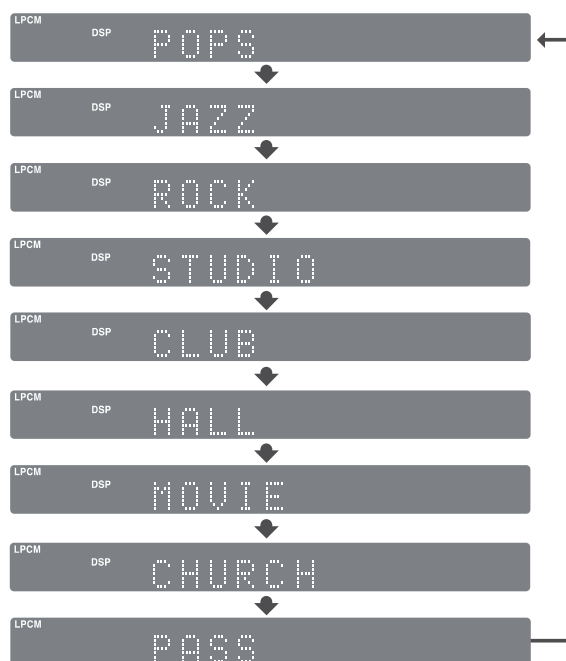 LPCM
DSP
POPS
LPCM
DSP
JAZZ
LPCM
DSP
ROCK
LPCM
DSP
STUDIO
LPCM
DSP
CLUB
LPCM
DSP
HALL
LPCM
DSP
MOVIE
LPCM
DSP
CHURCH
LPCM
PASS